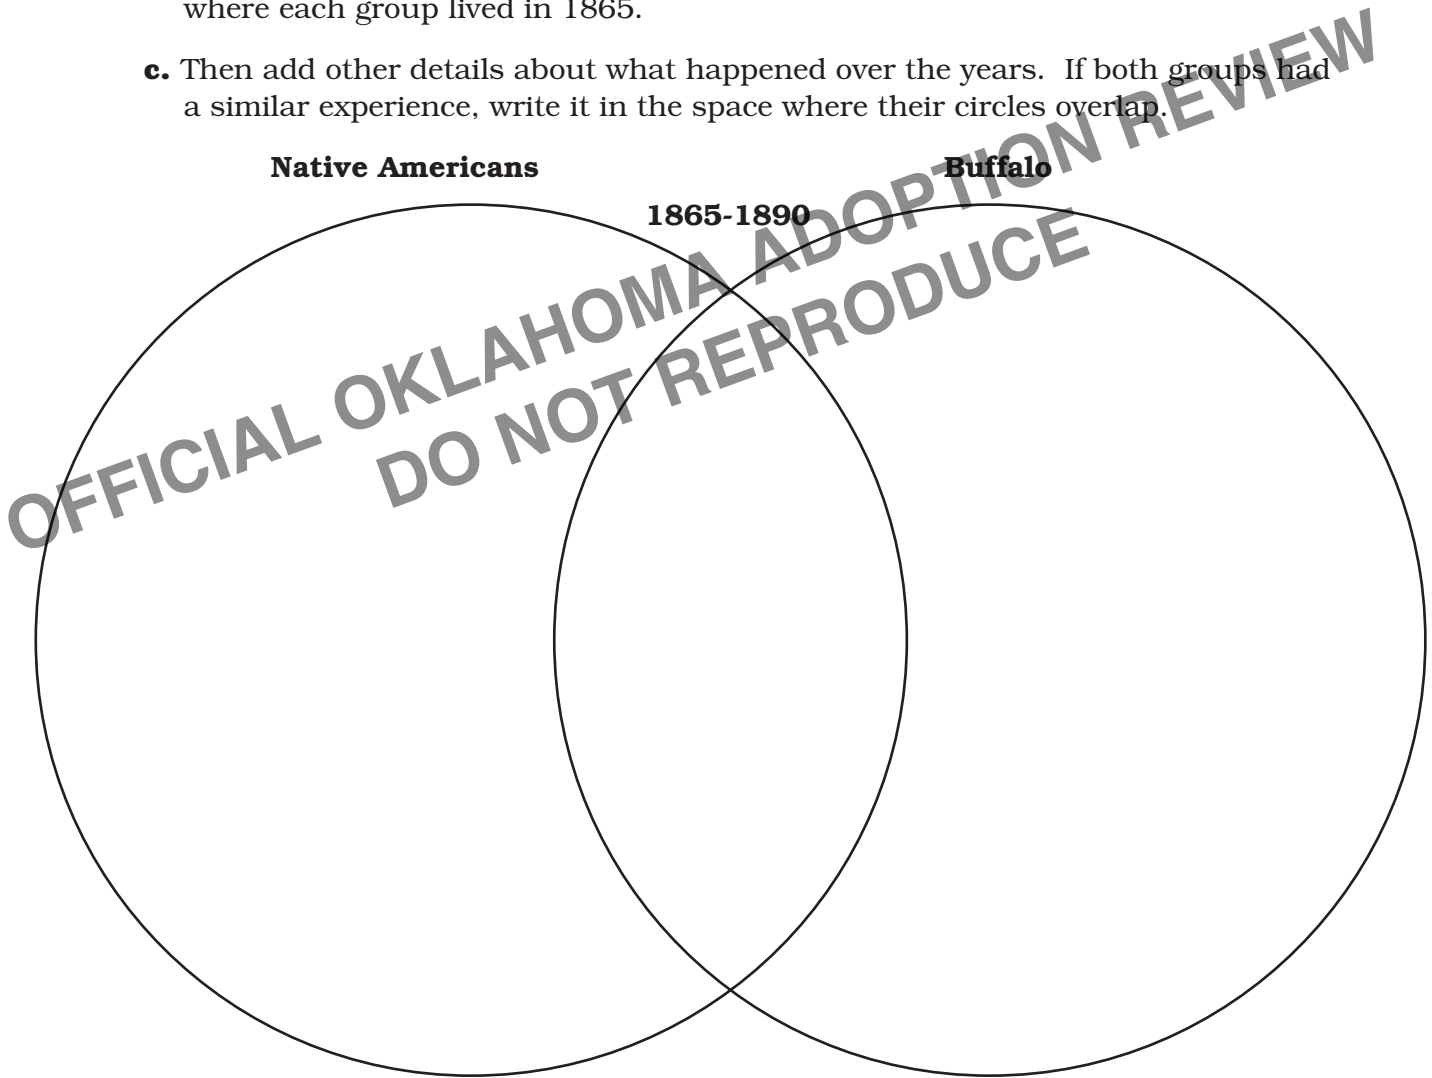 where each group lived in 1865.
c. Then add other details about what happened over the years.  If both groups had
a similar experience, write it in the space where their circles overlap.
Native Americans
Buffalo
1865-1890
OFFICIAL OKLAHOMA ADOPTION REVIEW
DO NOT REPRODUCE